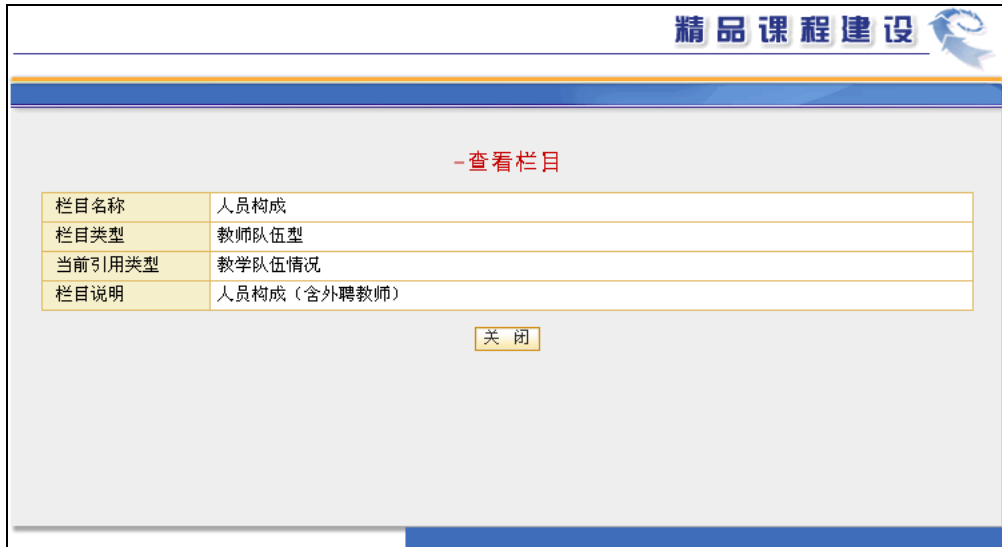 精品课程建设
-查看栏目
栏目名称 人员构成
栏目类型 教师队伍型
当前引用类型 教学队伍情况
栏目说明 人员构成（含外聘教师）
关 闭